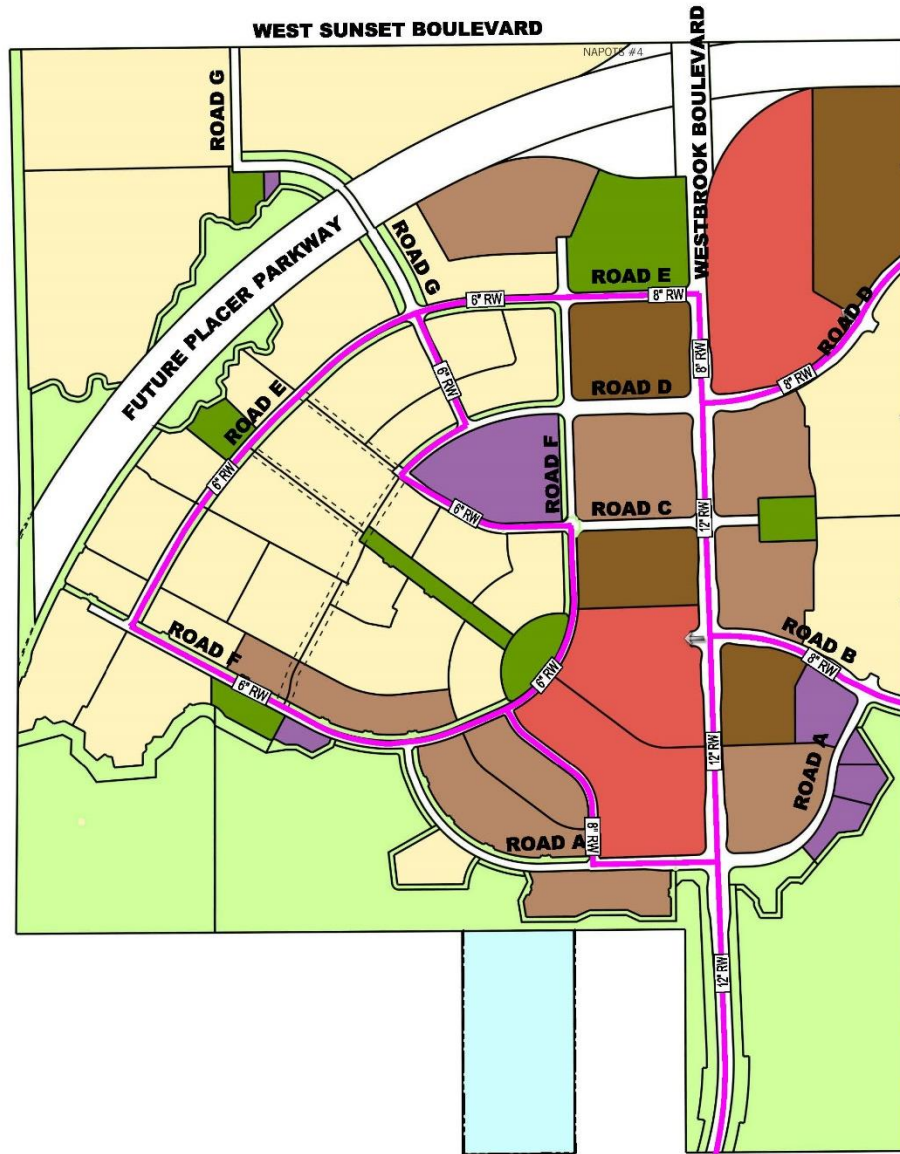 WEST SUNSET BOULEVARD
NAPOTS #4
ROAD G
WESTBROOK BOULEVARD
FUTURE PLACER PARKWAY
ROAD G
ROAD E
6" RW
8" RW
ROAD D
8" RW
8" RW
6" RW
ROAD E
ROAD D
6" RW
ROAD F
6" RW
ROAD C
12" RW
ROAD F
6" RW
6" RW
ROAD B
8" RW
12" RW
ROAD A
ROAD A
8" RW
12" RW